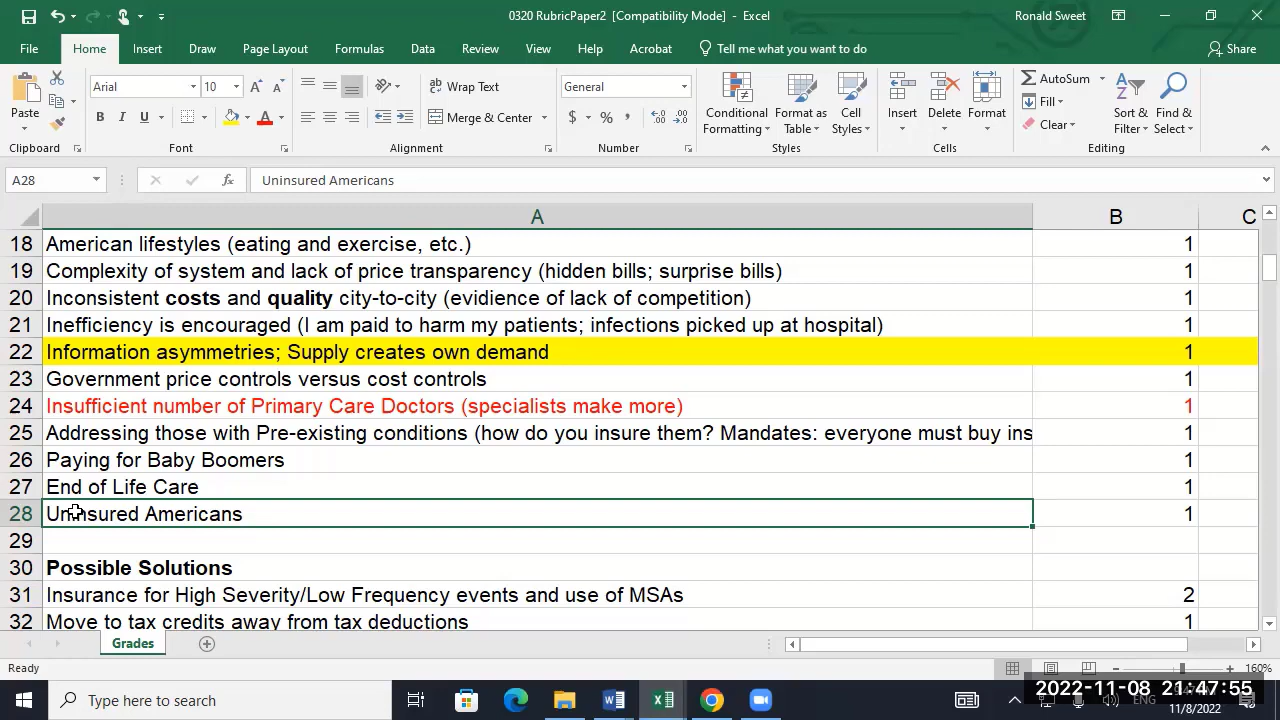 0320 RubricPaper2 [Compatibility Mode] - Excel
Ronald Sweet
File Home Insert Draw Page Layout Formulas Data Review View Help Acrobat Tell me what you want to do Share
Paste
Clipboard
Arial 10
B I U
Font
Wrap Text
Merge & Center
Alignment
General
$ % ,
Number
Conditional Formatting
Format as Table
Cell Styles
Styles
Insert Delete Format
Cells
AutoSum
Fill
Clear
Sort & Filter
Find & Select
Editing
A28 fx Uninsured Americans
A B C
18 American lifestyles (eating and exercise, etc.) 1
19 Complexity of system and lack of price transparency (hidden bills; surprise bills) 1
20 Inconsistent costs and quality city-to-city (evidience of lack of competition) 1
21 Inefficiency is encouraged (I am paid to harm my patients; infections picked up at hospital) 1
22 Information asymmetries; Supply creates own demand 1
23 Government price controls versus cost controls 1
24 Insufficient number of Primary Care Doctors (specialists make more) 1
25 Addressing those with Pre-existing conditions (how do you insure them? Mandates: everyone must buy ins 1
26 Paying for Baby Boomers 1
27 End of Life Care 1
28 Uninsured Americans 1
29
30 Possible Solutions
31 Insurance for High Severity/Low Frequency events and use of MSAs 2
32 Move to tax credits away from tax deductions 1
Grades
Ready 160%
Type here to search
2022-11-08 21:47:55
ENG
11/8/2022